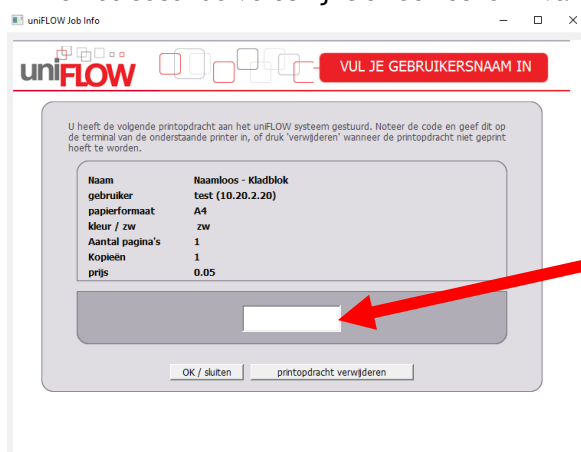 uniFLOW Job Info
uniFLOW
VUL JE GEBRUIKERSNAAM IN
U heeft de volgende printopdracht aan het uniFLOW systeem gestuurd. Noteer de code en geef dit op
de terminal van de onderstaande printer in, of druk 'verwijderen' wanneer de printopdracht niet geprint
hoeft te worden.
Naam Naamloos - Kladblok
gebruiker test (10.20.2.20)
papierformaat A4
kleur / zw zw
Aantal pagina's 1
Kopieën 1
prijs 0.05
OK / sluiten printopdracht verwijderen